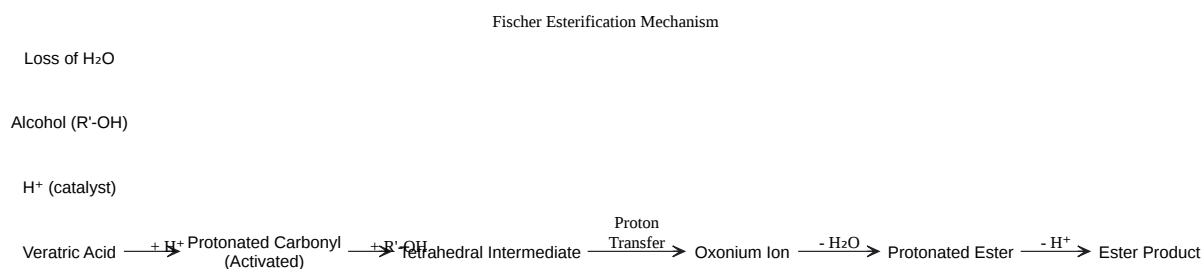 Fischer Esterification Mechanism
Loss of H₂O
Alcohol (R'-OH)
H⁺ (catalyst)
Veratric Acid
+ H⁺
Protonated Carbonyl
(Activated)
+ R'-OH
Tetrahedral Intermediate
Proton
Transfer
Oxonium Ion
- H₂O
Protonated Ester
- H⁺
Ester Product